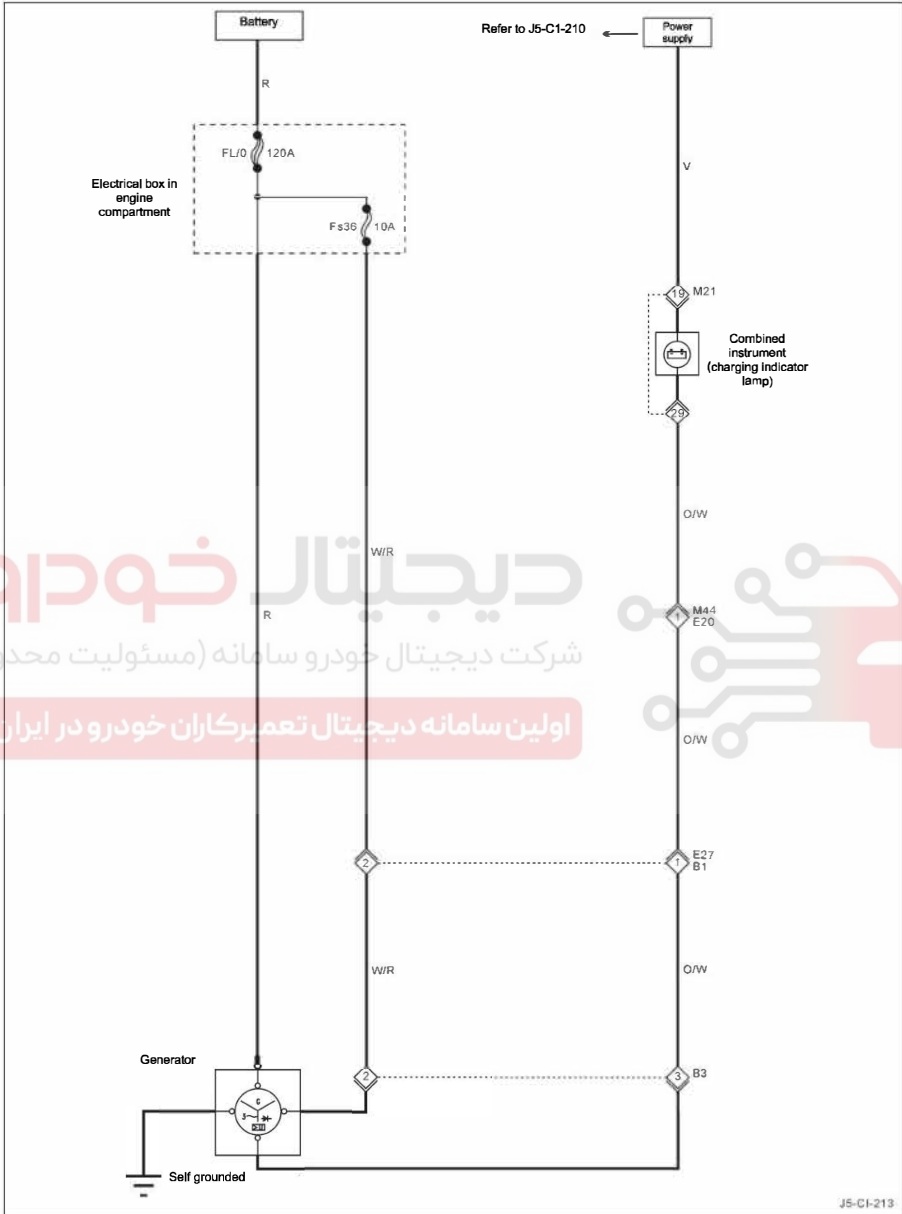 Battery
Refer to J5-C1-210
Power
supply
R
V
FL/0 120A
Electrical box in
engine
compartment
Fs36 10A
19 M21
Combined
instrument
(charging indicator
lamp)
29
O/W
W/R
R
دیجیتال خودرو
M44
E20
شرکت دیجیتال خودرو سامانه (مسئولیت
O/W
اولین سامانه دیجیتال تعمیرکاران خودرو در ایران
2
1
E27
B1
W/R
O/W
Generator
2
3 B3
G
3
Self grounded
J5-CI-213